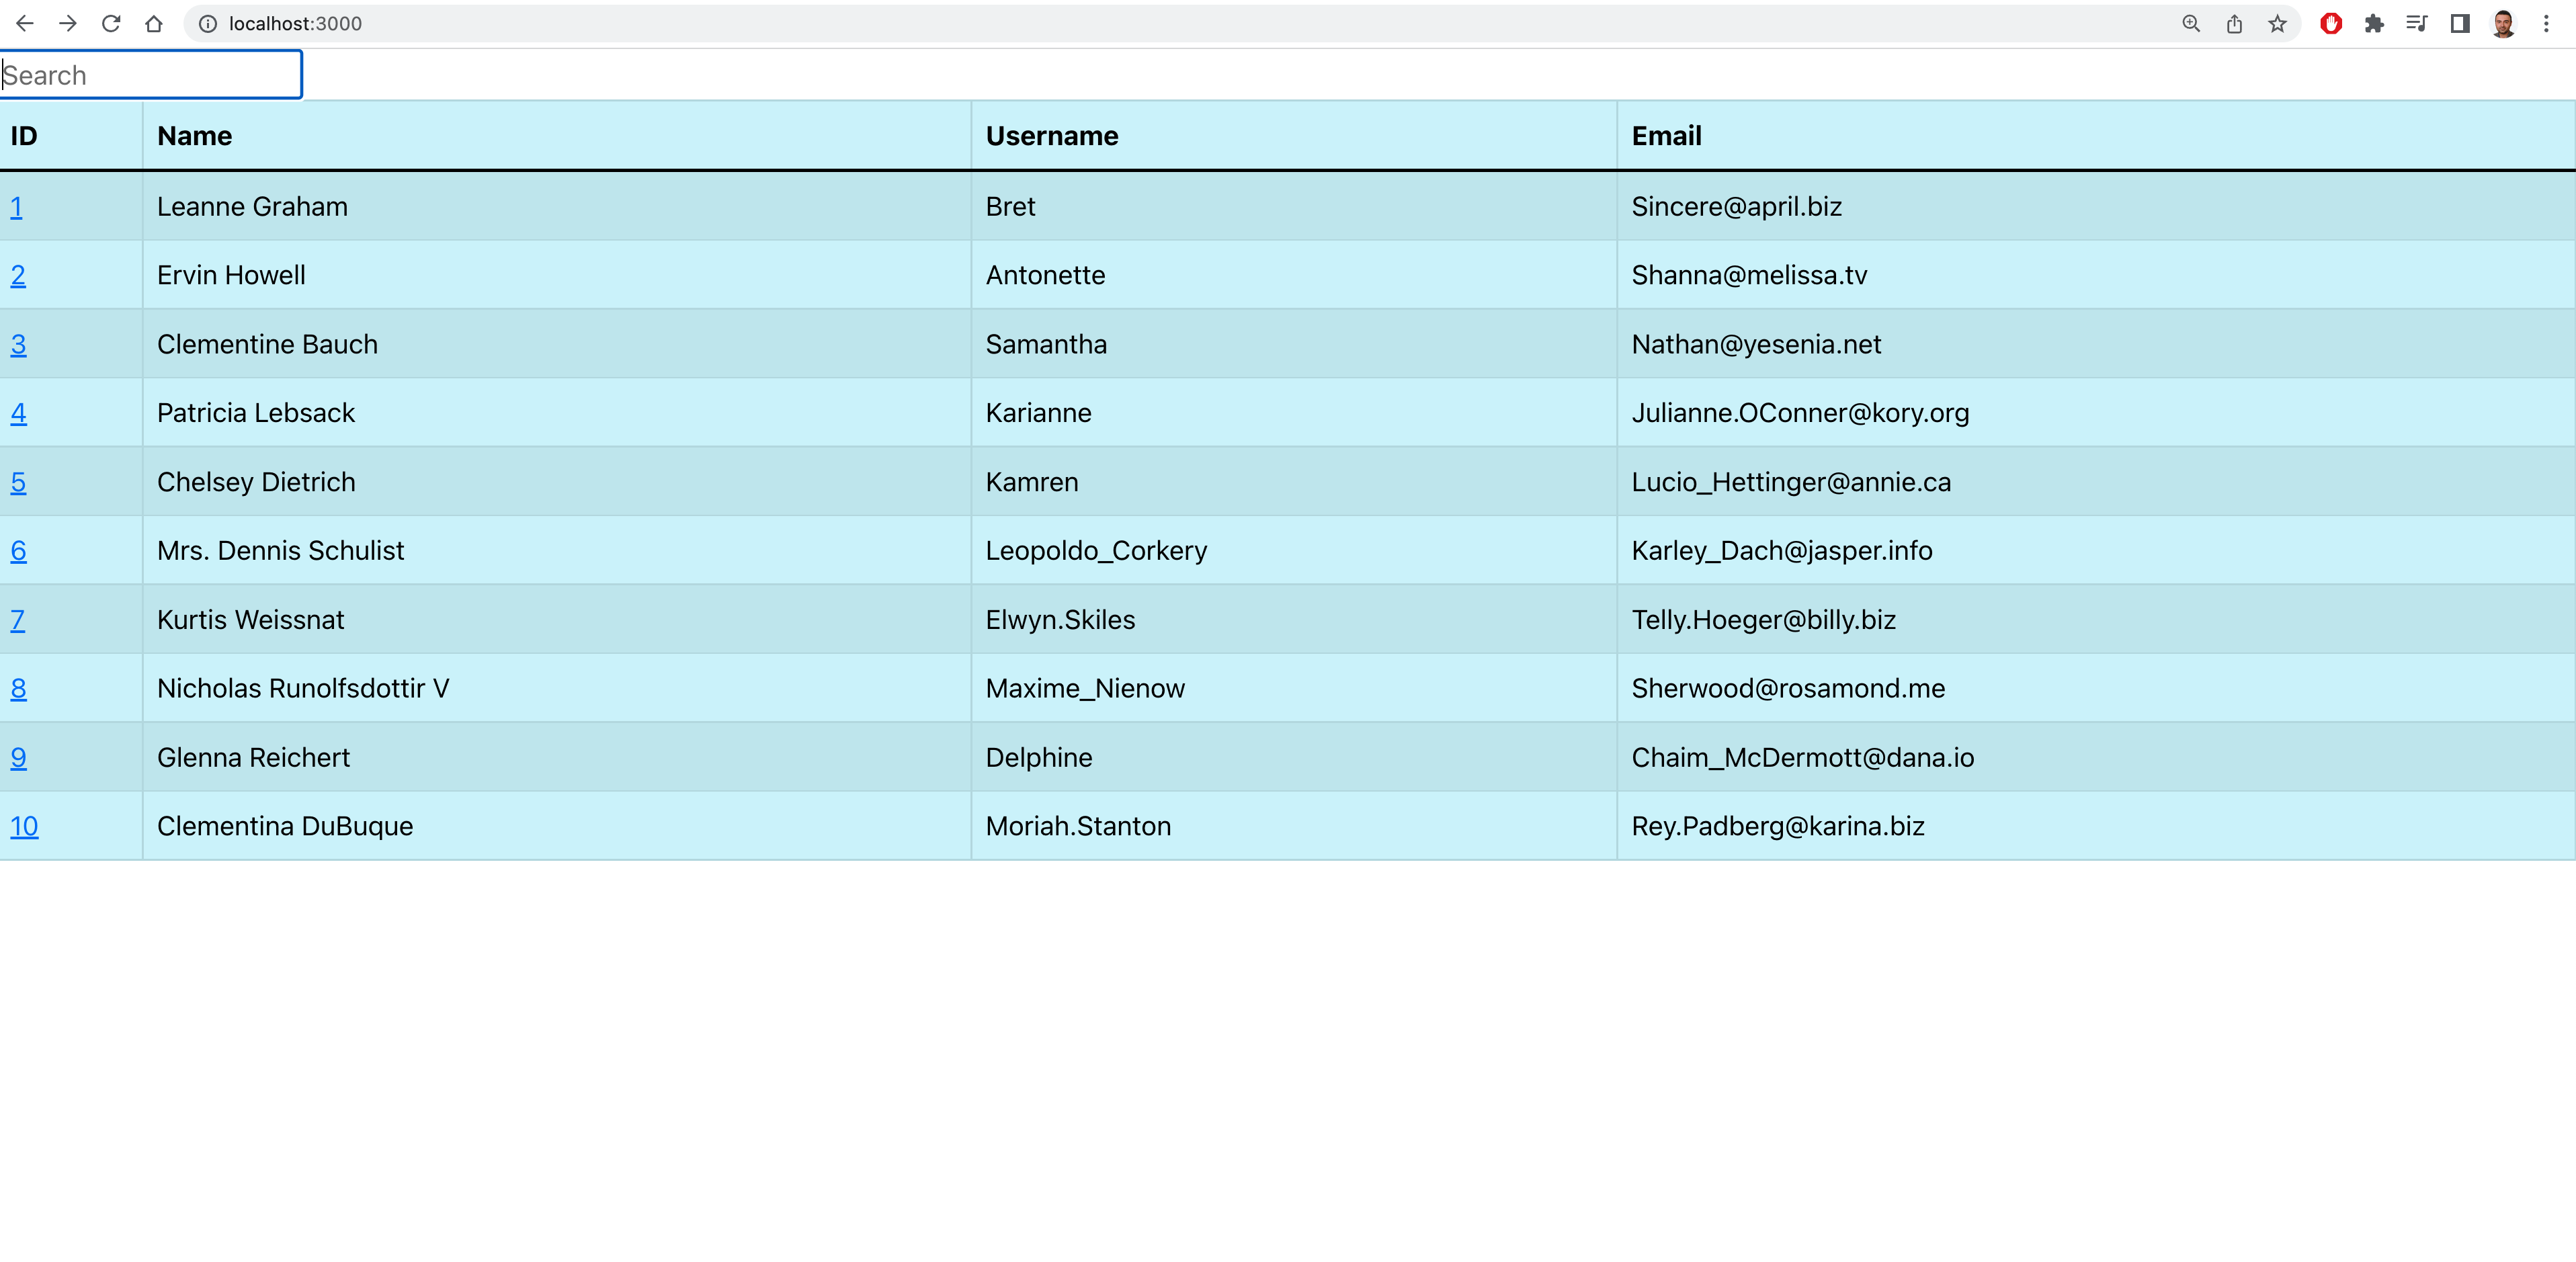 localhost:3000
Search
ID Name Username Email
1 Leanne Graham Bret Sincere@april.biz
2 Ervin Howell Antonette Shanna@melissa.tv
3 Clementine Bauch Samantha Nathan@yesenia.net
4 Patricia Lebsack Karianne Julianne.OConner@kory.org
5 Chelsey Dietrich Kamren Lucio_Hettinger@annie.ca
6 Mrs. Dennis Schulist Leopoldo_Corkery Karley_Dach@jasper.info
7 Kurtis Weissnat Elwyn.Skiles Telly.Hoeger@billy.biz
8 Nicholas Runolfsdottir V Maxime_Nienow Sherwood@rosamond.me
9 Glenna Reichert Delphine Chaim_McDermott@dana.io
10 Clementina DuBuque Moriah.Stanton Rey.Padberg@karina.biz